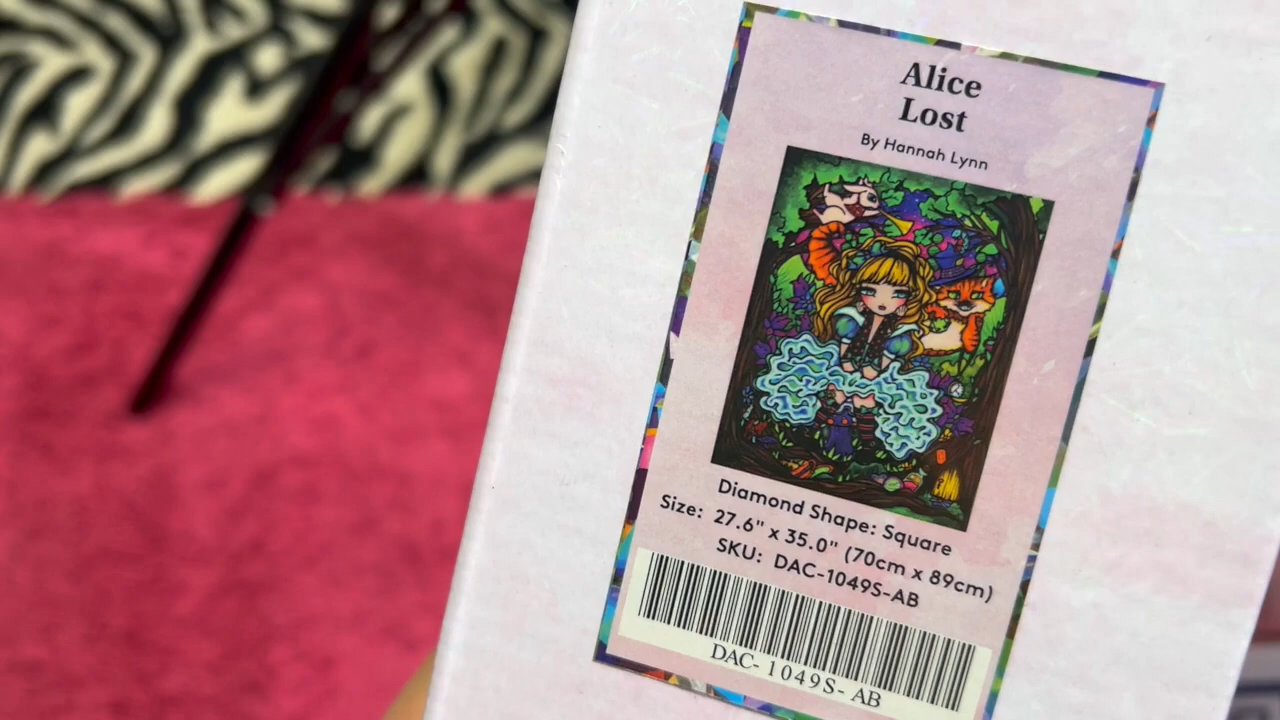 Alice
Lost
By Hannah Lynn
Diamond Shape: Square
Size: 27.6" x 35.0" (70cm x 89cm)
SKU: DAC-1049S-AB
DAC-1049S-AB